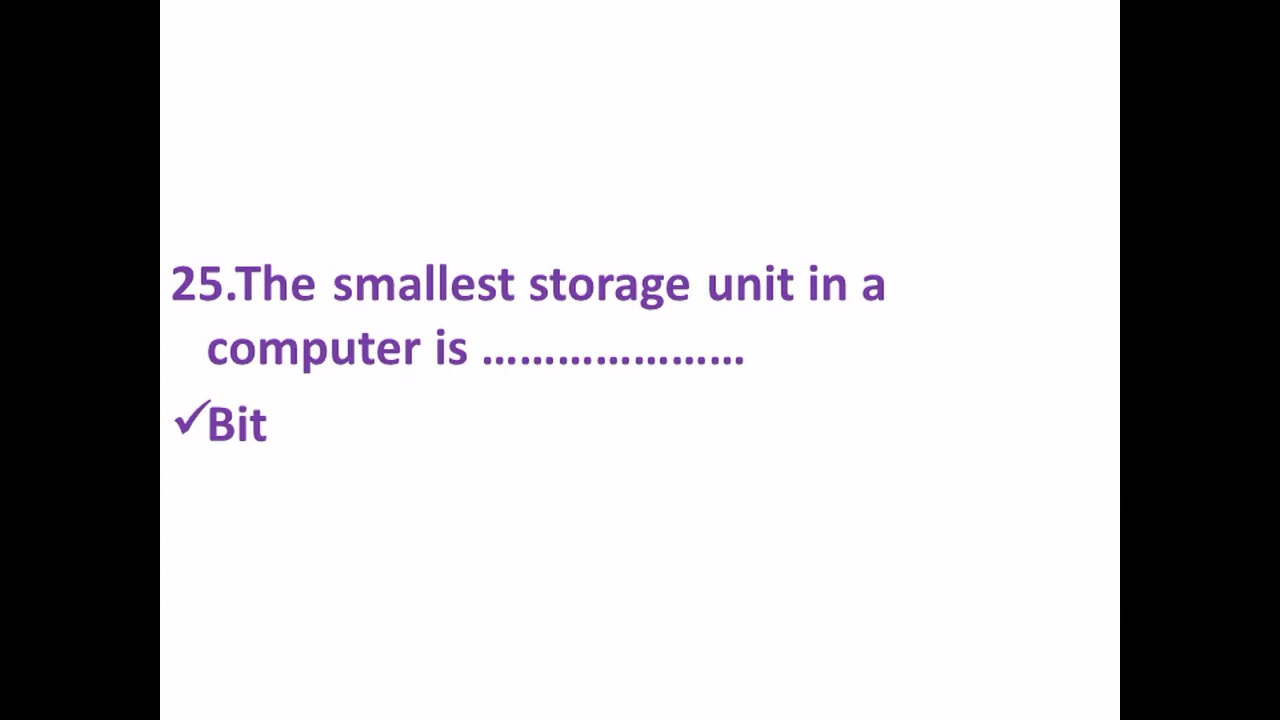 25.The smallest storage unit in a
computer is …………………
✓Bit